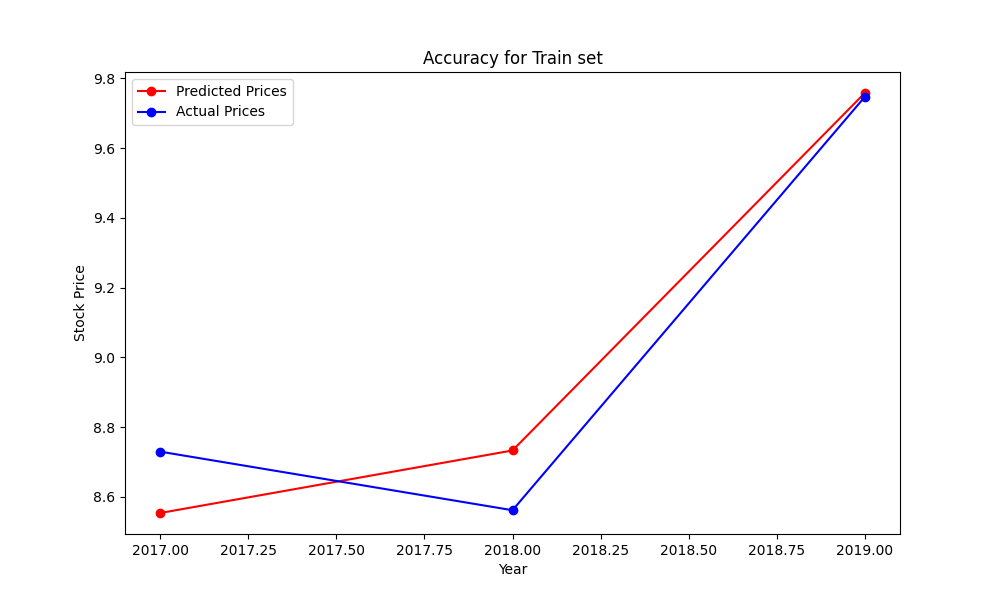 Accuracy for Train set
Predicted Prices
Actual Prices
9.8
9.6
9.4
9.2
9.0
8.8
8.6
Stock Price
2017.00 2017.25 2017.50 2017.75 2018.00 2018.25 2018.50 2018.75 2019.00
Year